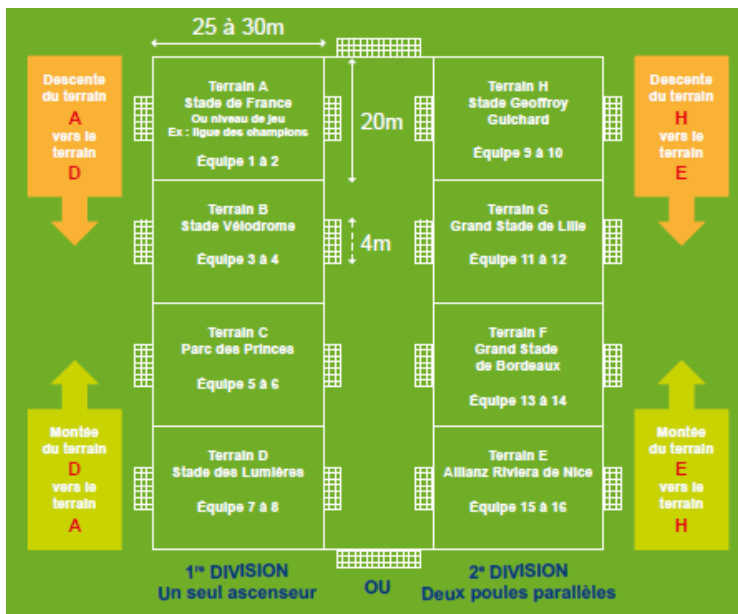 25 à 30m
Descente
du terrain
A
vers le
terrain
D
Terrain A
Stade de France
Ou niveau de jeu
Ex : ligue des champions
Équipe 1 à 2
20m
Terrain H
Stade Geoffroy
Guichard
Équipe 9 à 10
Descente
du terrain
H
vers le
terrain
E
Terrain B
Stade Vélodrome
Équipe 3 à 4
4m
Terrain G
Grand Stade de Lille
Équipe 11 à 12
Terrain C
Parc des Princes
Équipe 5 à 6
Terrain F
Grand Stade
de Bordeaux
Équipe 13 à 14
Montée
du terrain
D
vers le
terrain
A
Terrain D
Stade des Lumières
Équipe 7 à 8
Terrain E
Allianz Riviera de Nice
Équipe 15 à 16
Montée
du terrain
E
vers le
terrain
H
1re DIVISION
Un seul ascenseur
OU
2e DIVISION
Deux poules parallèles